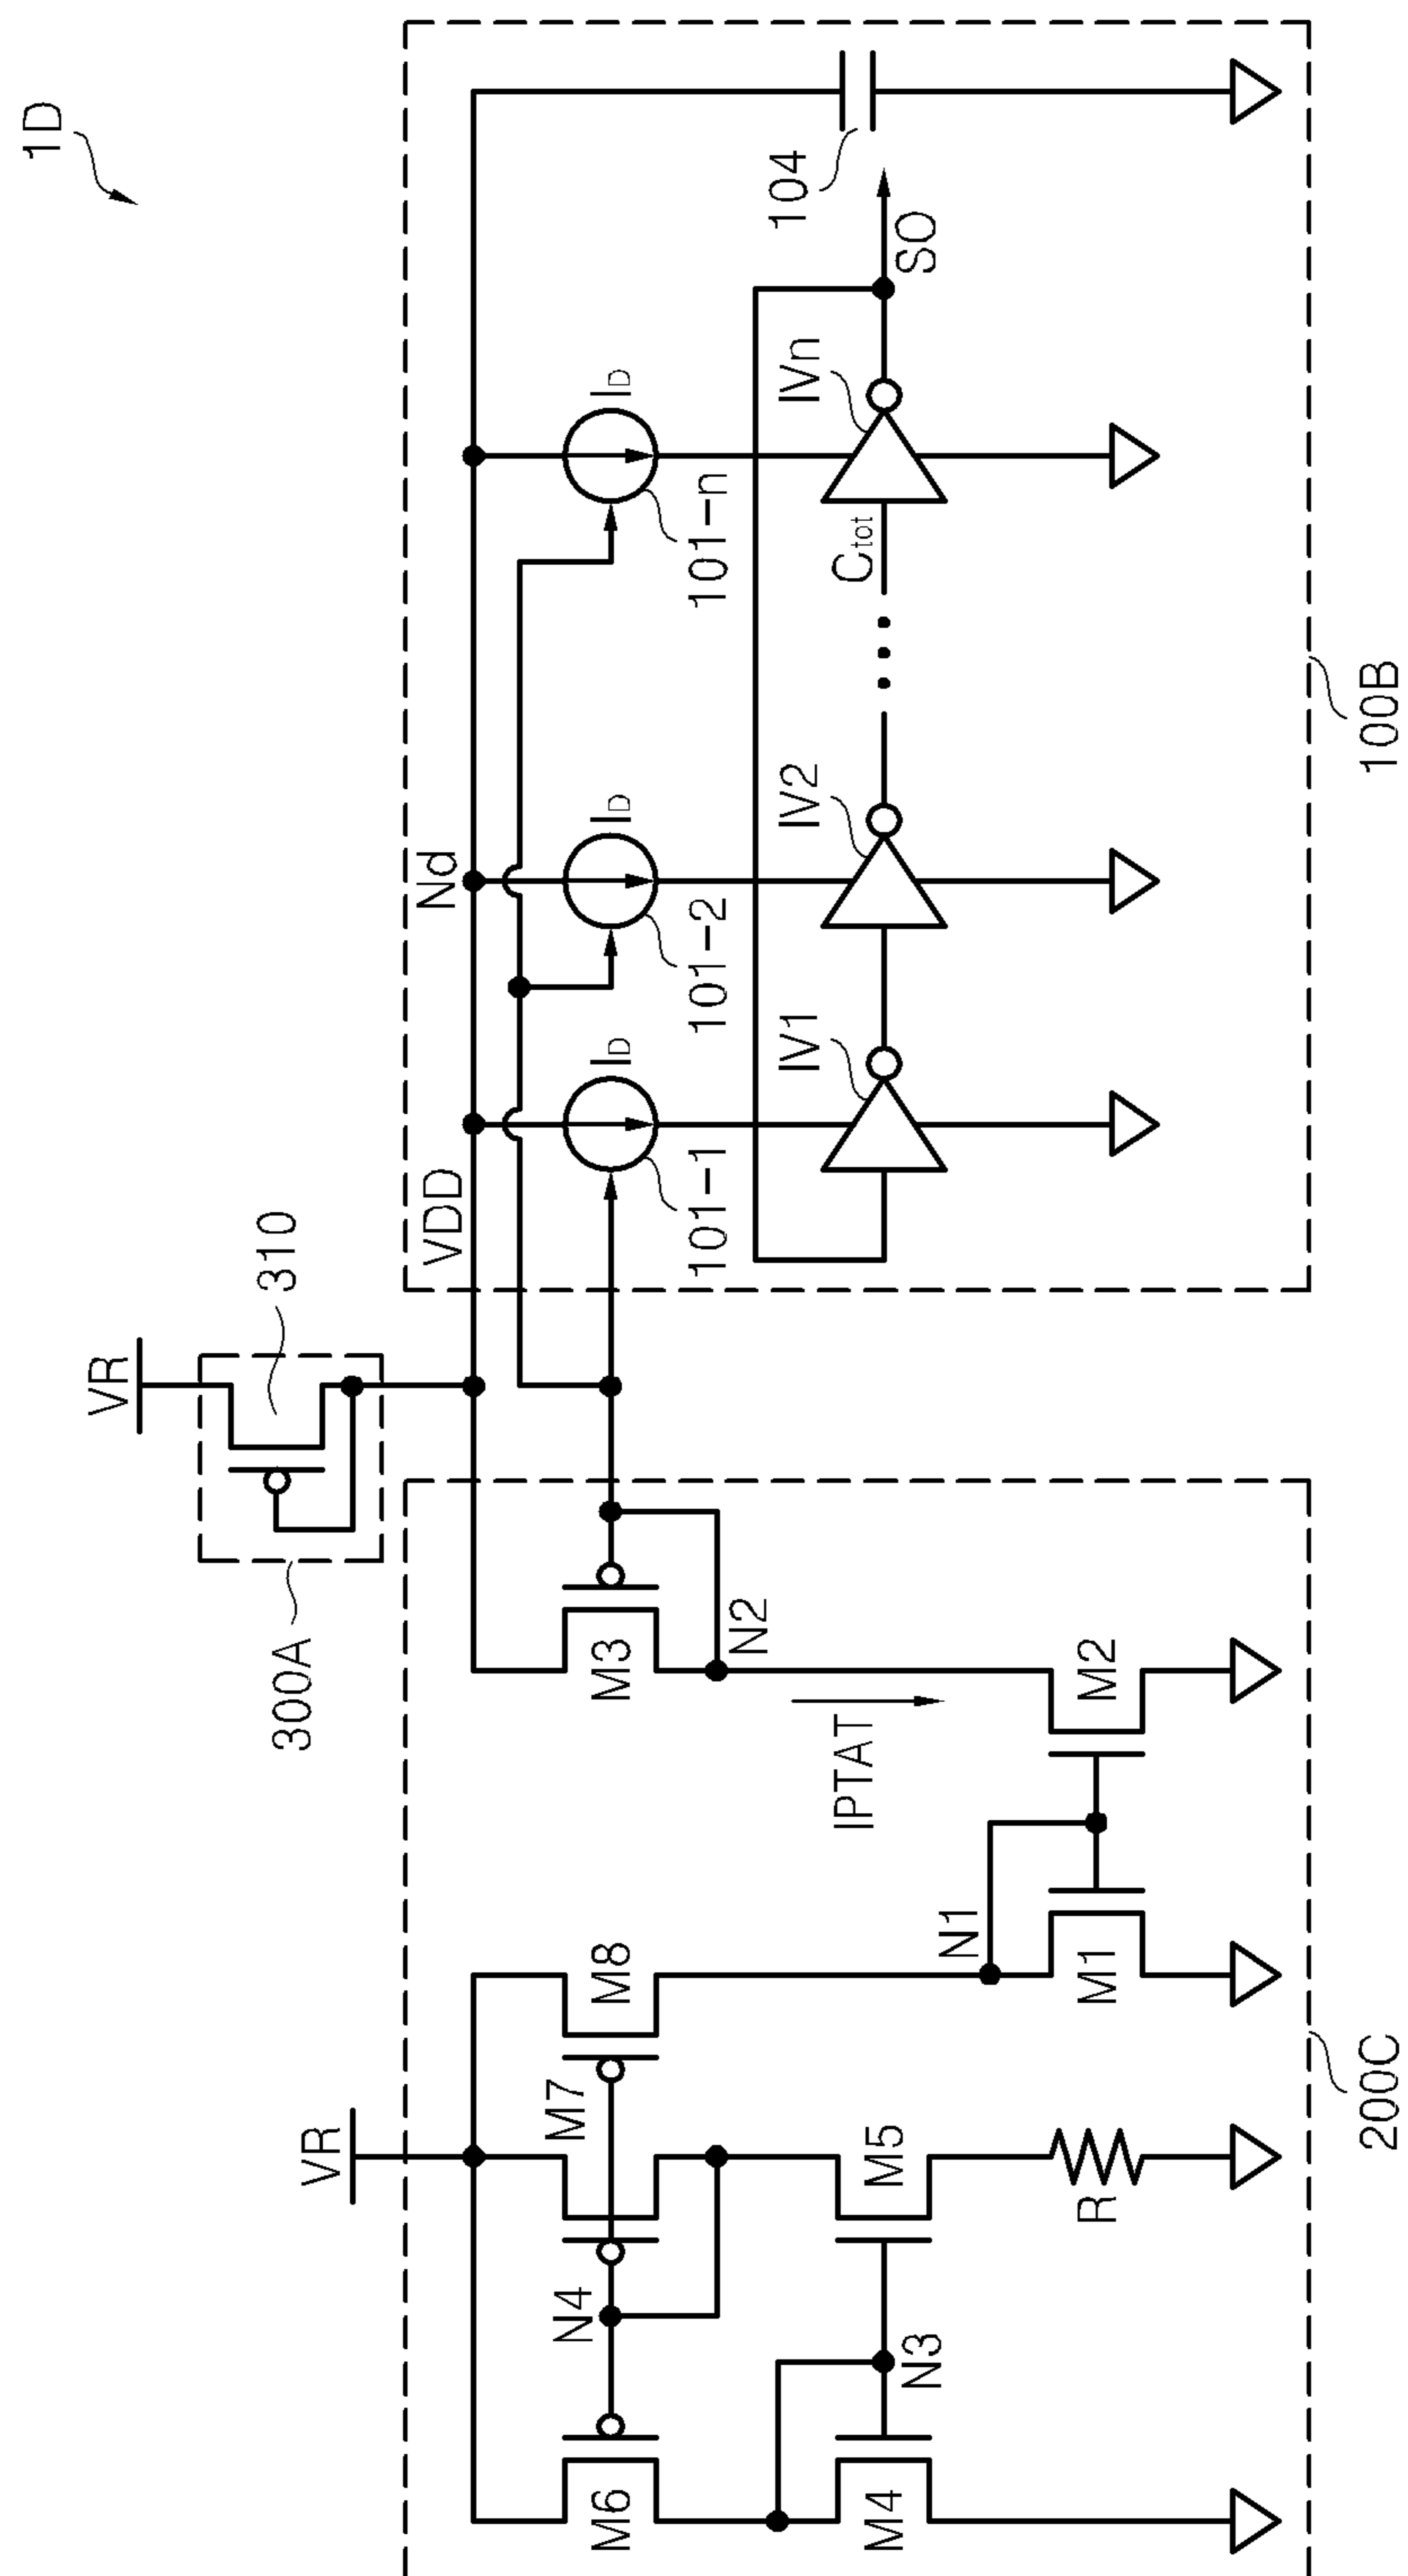 1D
VR
310
300A
VDD
Nd
ID
ID
ID
101-1
101-2
101-n
104
IV1
IV2
IVn
Ctot
SO
100B
VR
M6
N4
M7
M8
M3
N2
IPTAT
N3
M4
M5
R
N1
M1
M2
200C